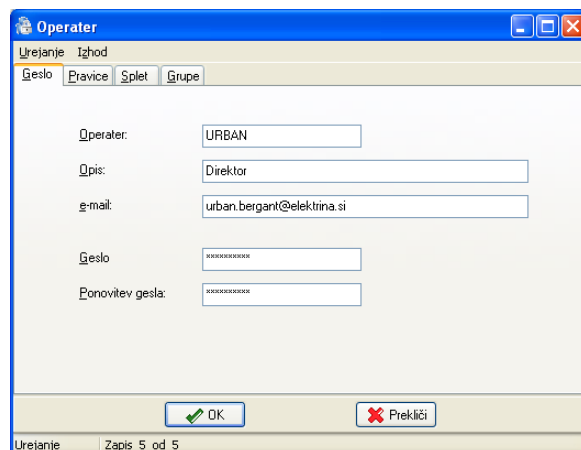 Operater
Urejanje Izhod
Geslo Pravice Splet Grupe
Operater: URBAN
Opis: Direktor
e-mail: urban.bergant@elektrina.si
Geslo **********
Ponovitev gesla: **********
OK Prekliči
Urejanje Zapis 5 od 5